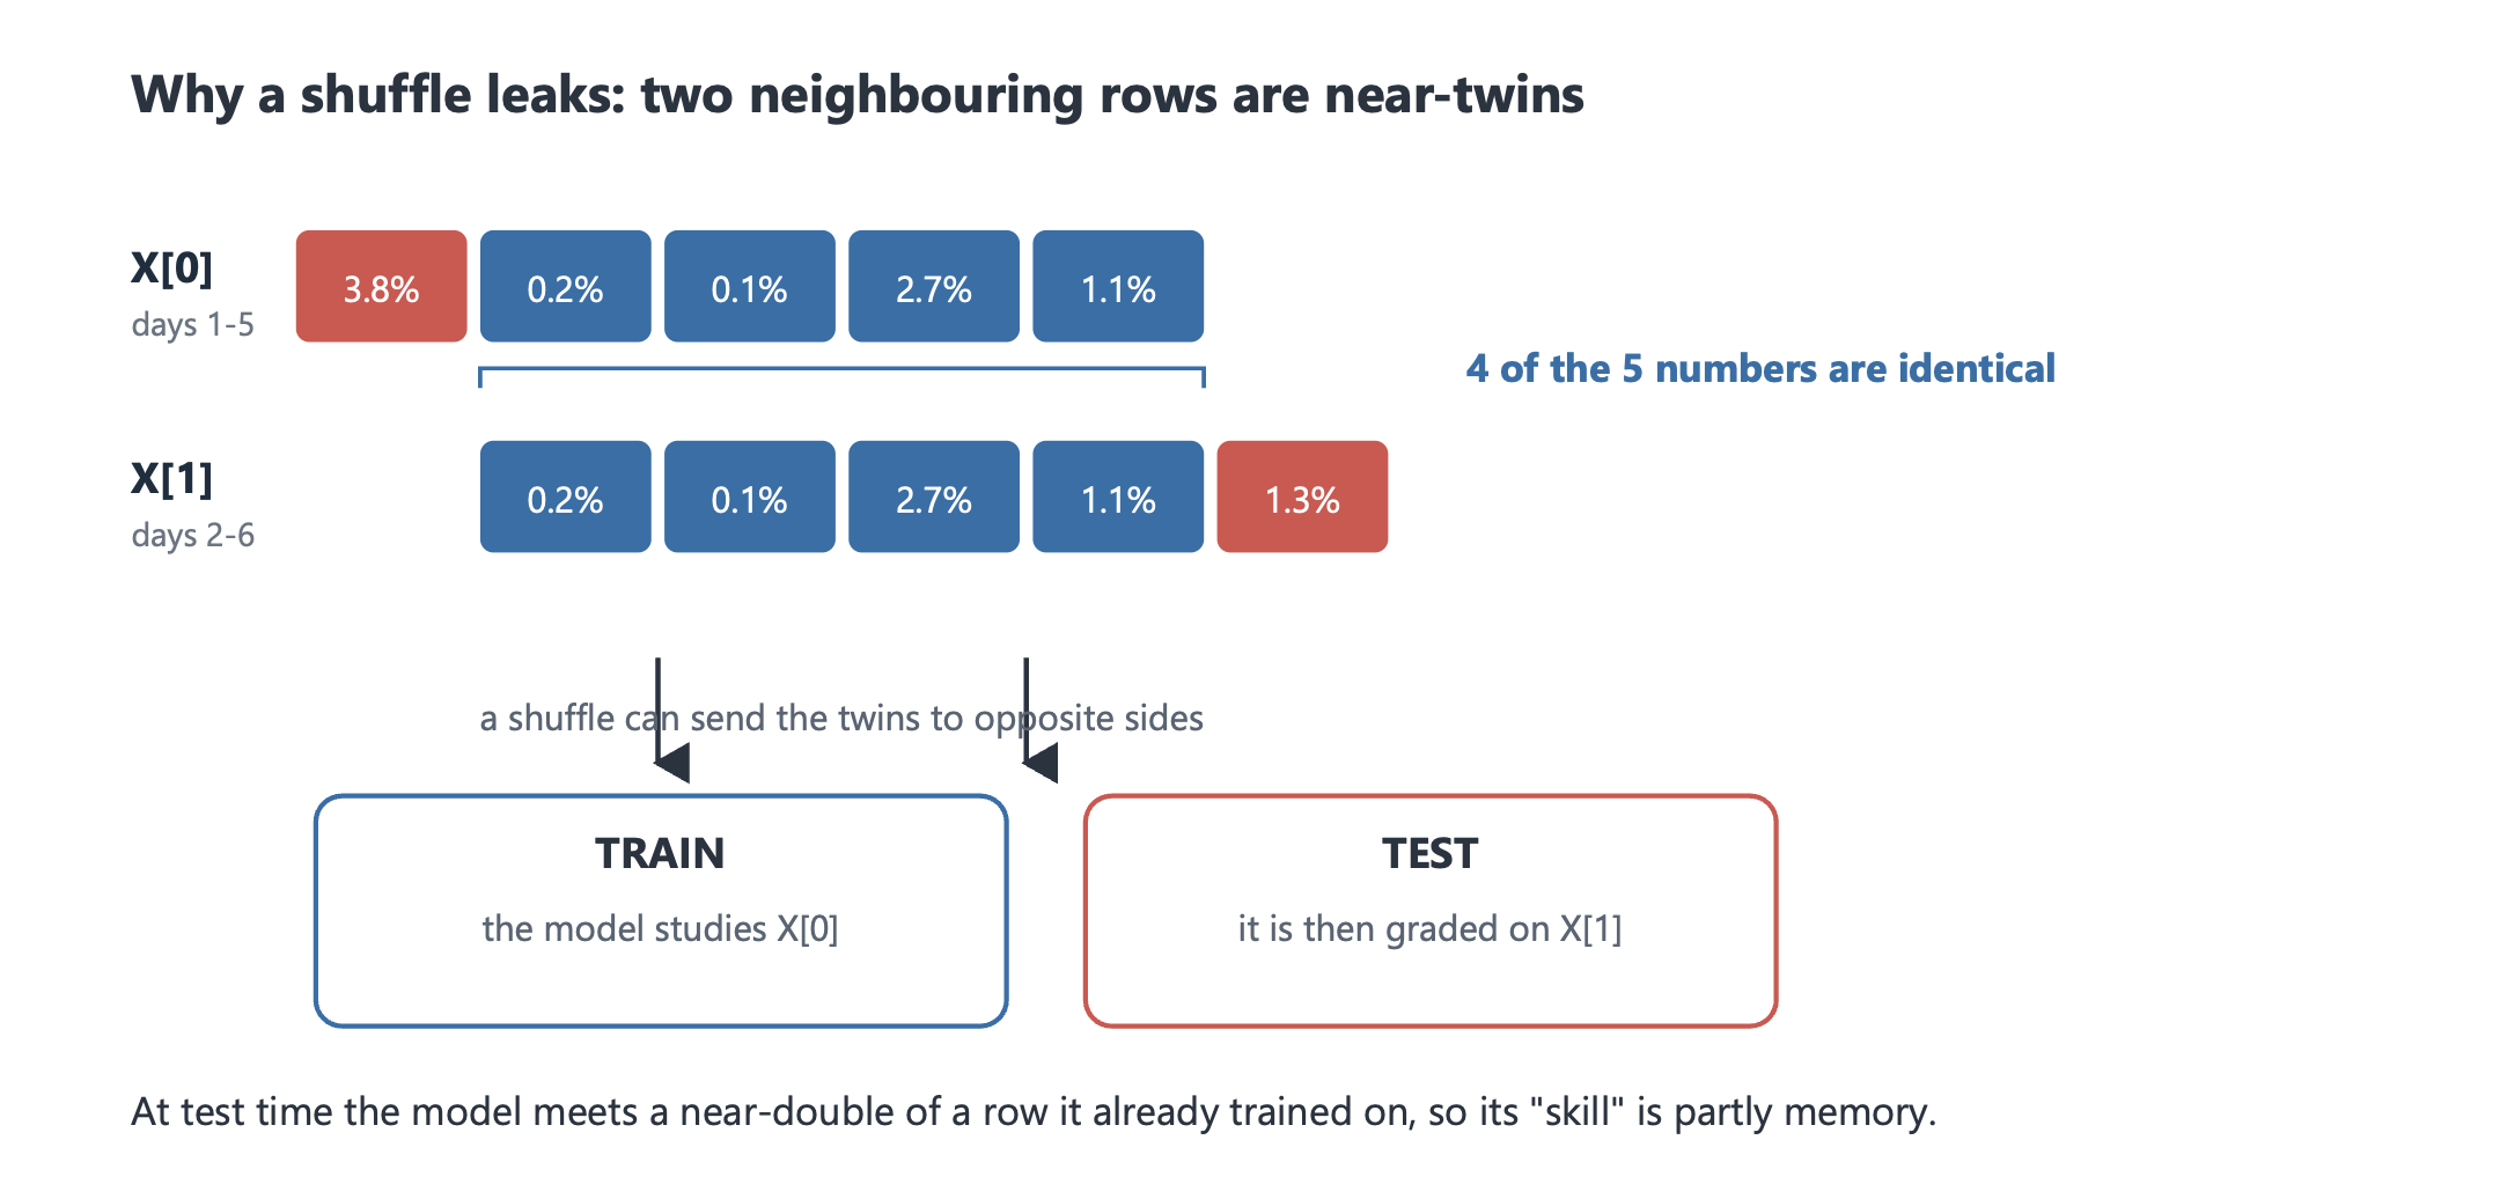 Why a shuffle leaks: two neighbouring rows are near-twins
X[0]
days 1-5
3.8% 0.2% 0.1% 2.7% 1.1%
4 of the 5 numbers are identical
X[1]
days 2-6
0.2% 0.1% 2.7% 1.1% 1.3%
a shuffle can send the twins to opposite sides
TRAIN
the model studies X[0]
TEST
it is then graded on X[1]
At test time the model meets a near-double of a row it already trained on, so its "skill" is partly memory.